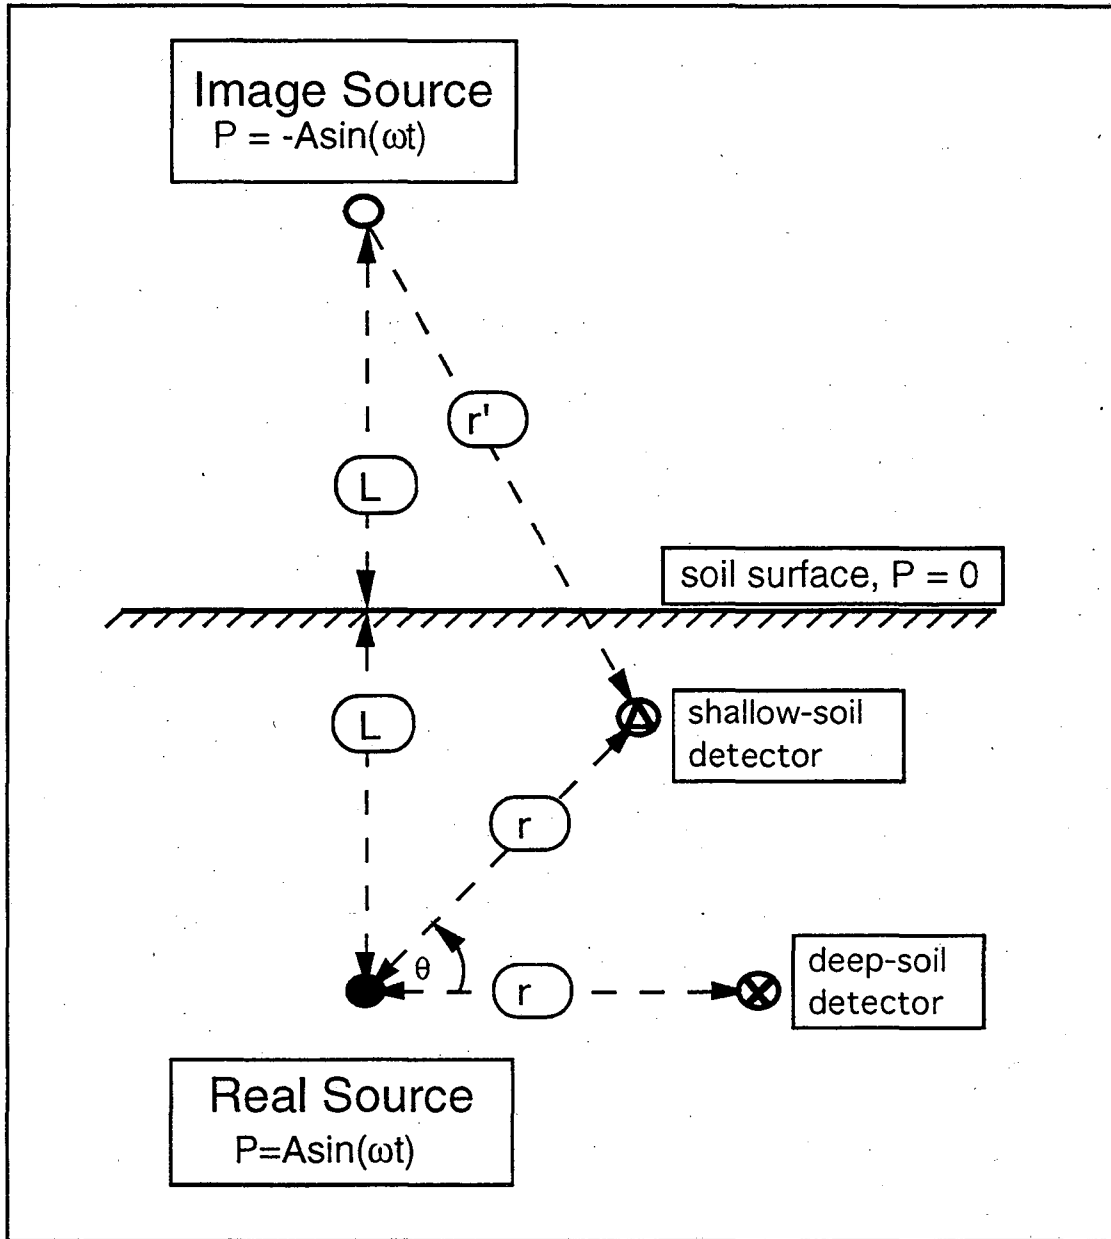 Image Source
P = -Asin(ωt)
r'
L
soil surface, P = 0
L
shallow-soil
detector
r
θ
r
deep-soil
detector
Real Source
P=Asin(ωt)